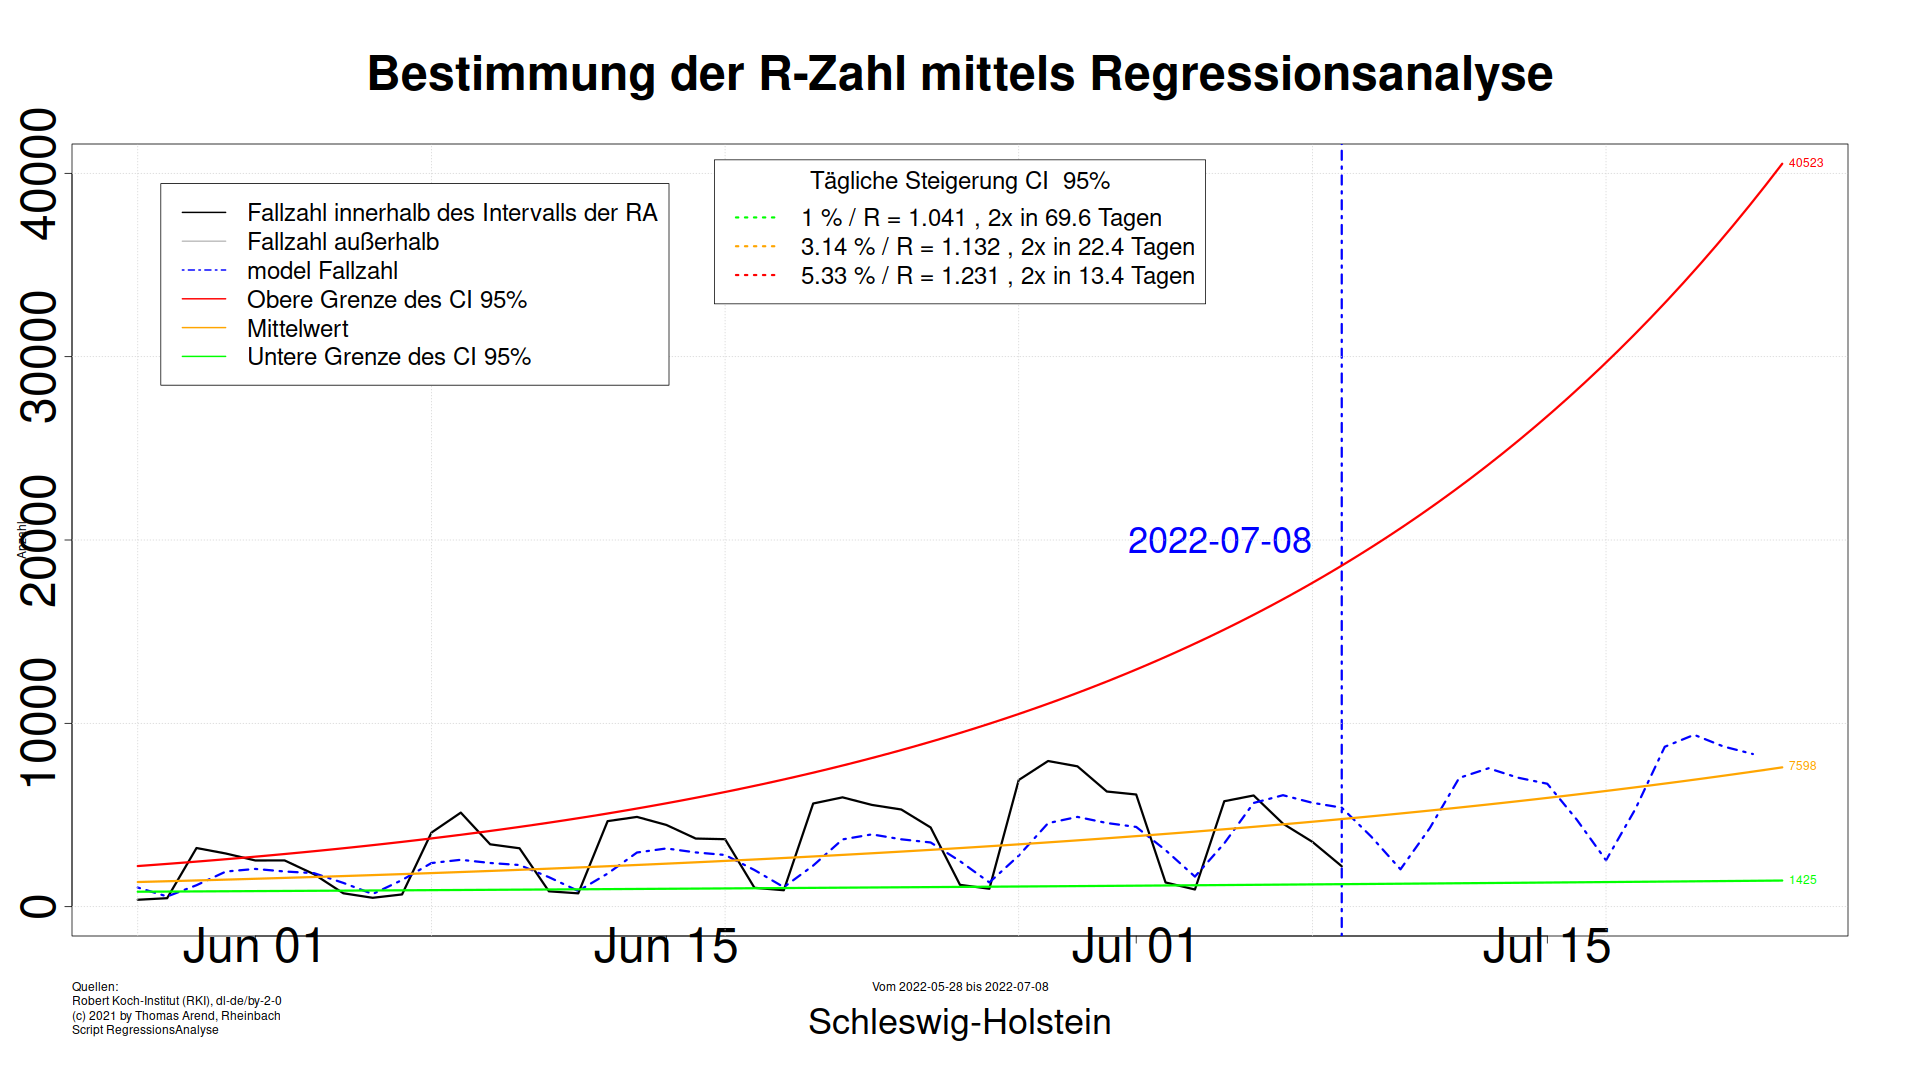 Bestimmung der R-Zahl mittels Regressionsanalyse
40000
30000
20000
10000
0
Anzahl
Fallzahl innerhalb des Intervalls der RA
Fallzahl außerhalb
model Fallzahl
Obere Grenze des CI 95%
Mittelwert
Untere Grenze des CI 95%
Tägliche Steigerung CI  95%
1 % / R = 1.041 , 2x in 69.6 Tagen
3.14 % / R = 1.132 , 2x in 22.4 Tagen
5.33 % / R = 1.231 , 2x in 13.4 Tagen
40523
2022-07-08
7598
1425
Jun 01
Jun 15
Jul 01
Jul 15
Quellen:
Robert Koch-Institut (RKI), dl-de/by-2-0
(c) 2021 by Thomas Arend, Rheinbach
Script RegressionsAnalyse
Vom 2022-05-28 bis 2022-07-08
Schleswig-Holstein